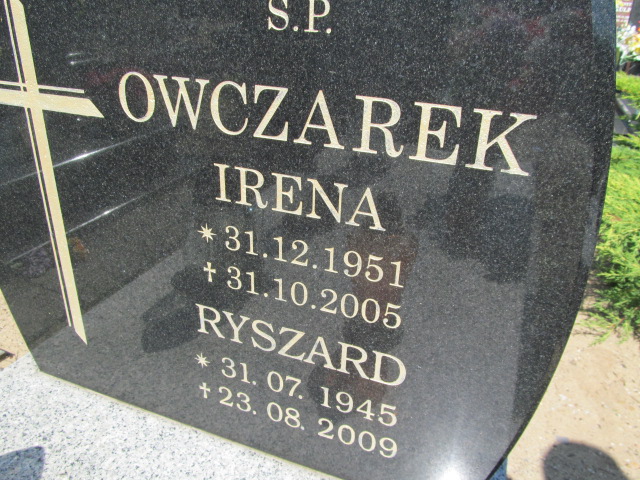 S.P.
OWCZAREK
IRENA
* 31.12.1951
† 31.10.2005
RYSZARD
* 31. 07. 1945
† 23. 08. 2009